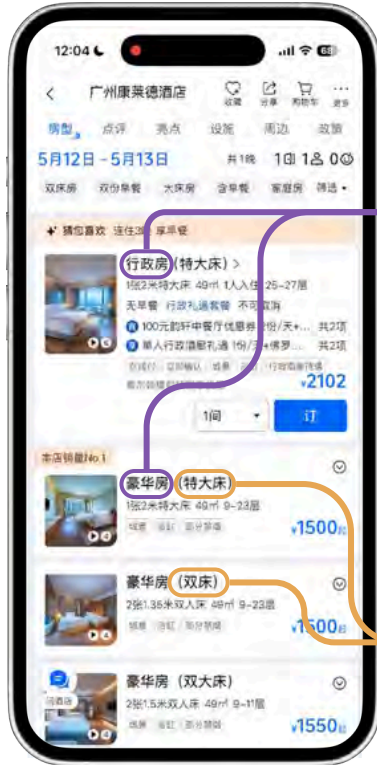 12:04
广州康莱德酒店
收藏 分享 购物车 更多
房型 点评 亮点 设施 周边 政策
5月12日-5月13日 共1晚 1间 1 0
双床房 双份早餐 大床房 含早餐 家庭房 筛选
猜您喜欢 连住3 享早餐
行政房(特大床)>
1张2米特大床 49㎡ 1人入住 25-27层
无早餐 行政礼遇套餐 不可取消
100元韵轩中餐厅优惠券 共2项
单人行政酒廊礼遇 1份/天 共2项
¥2102
1间 订
本店销量No.1
豪华房(特大床)
1张2米特大床 49㎡ 9-23层
城景 浴缸 部分禁烟
¥1500起
豪华房(双床)
2张1.35米双人床 49㎡ 9-23层
城景 浴缸 部分禁烟
¥1500起
豪华房(双大床)
2张1.5米双人床 49㎡ 9-11层
问酒店 城景 浴缸 部分禁烟
¥1550起